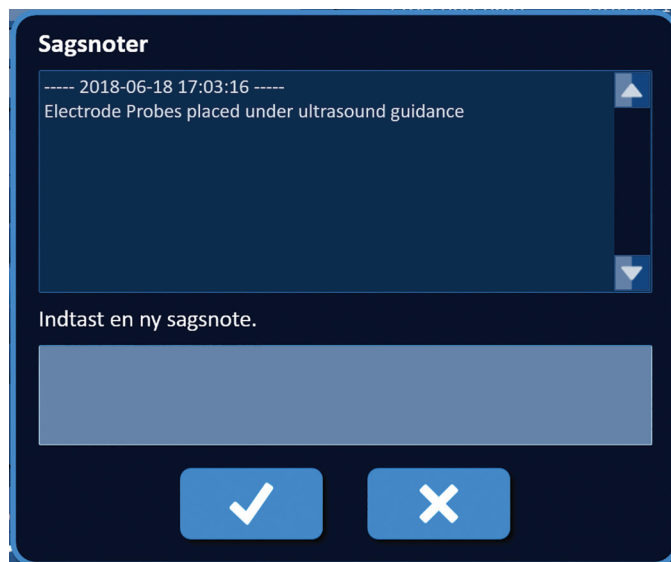 Sagsnoter
----- 2018-06-18 17:03:16 -----
Electrode Probes placed under ultrasound guidance
Indtast en ny sagsnote.